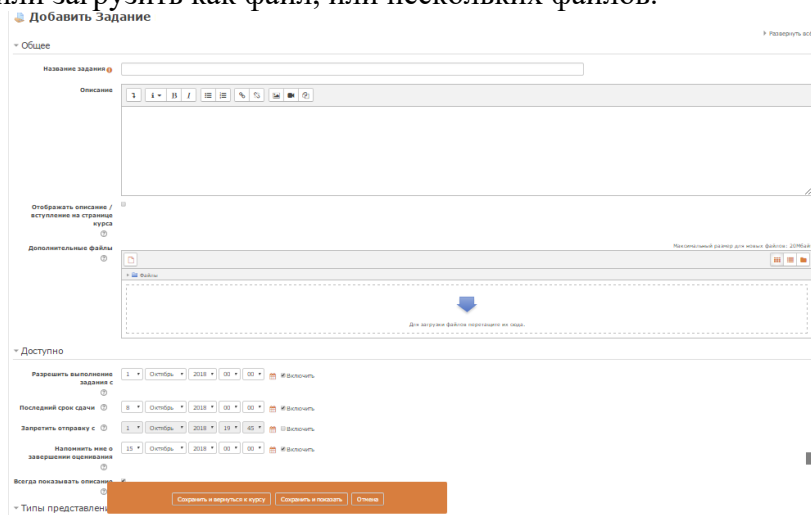 или загрузить как файл, или нескольких файлов.
Добавить Задание
Развернуть всё
Общее
Название задания
Описание
Отображать описание /
вступление на странице
курса
Дополнительные файлы
Максимальный размер для новых файлов: 20Мбайт
Файлы
Для загрузки файлов перетащите их сюда.
Доступно
Разрешить выполнение
задания с
1 Октябрь 2018 00 00 Включить
Последний срок сдачи 8 Октябрь 2018 00 00 Включить
Запретить отправку с 1 Октябрь 2018 19 45 Включить
Напомнить мне о
завершении оценивания
15 Октябрь 2018 00 00 Включить
Всегда показывать описание
Сохранить и вернуться к курсу Сохранить и показать Отмена
Типы представлен